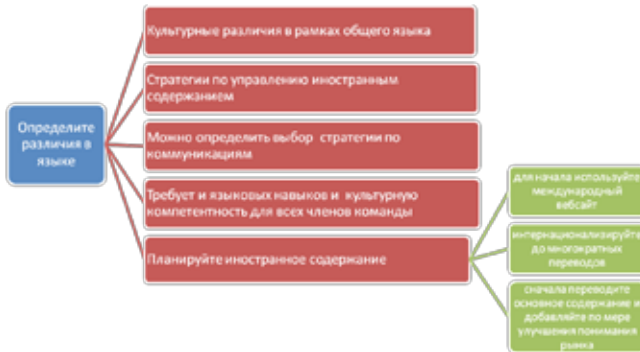 Определите
различия в
языке
Культурные различия в рамках общего языка
Стратегии по управлению иностранным
содержанием
Можно определить выбор стратегии по
коммуникациям
Требует и языковых навыков и культурную
компетентность для всех членов команды
Планируйте иностранное содержание
для начала используйте
международный
вебсайт
интернационализируйте
до многократных
переводов
сначала переводите
основное содержание и
добавляйте по мере
улучшения понимания
рынка